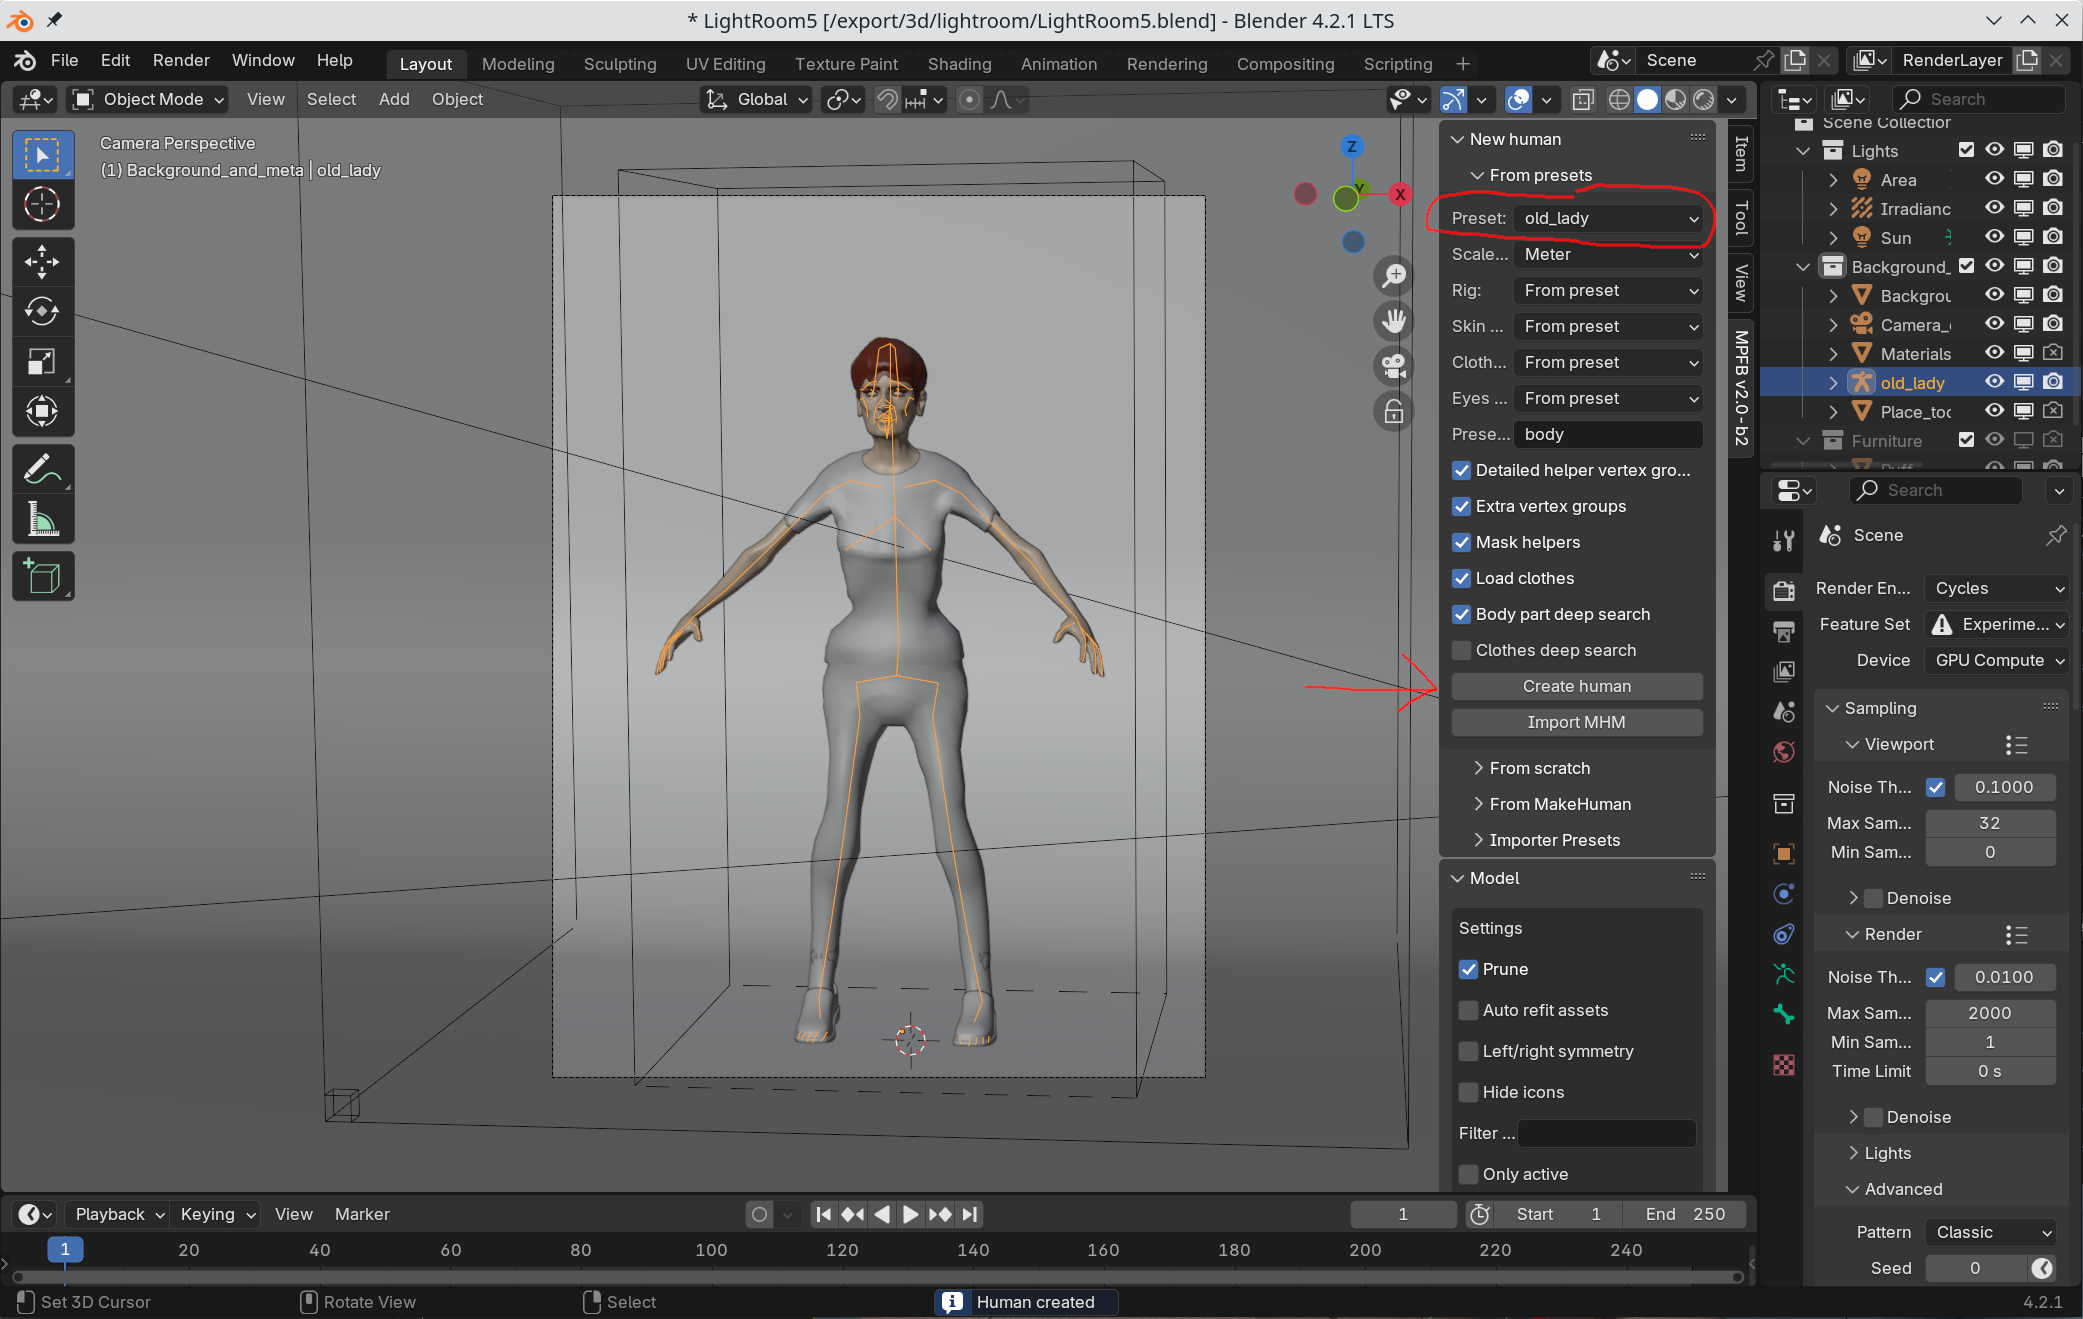 * LightRoom5 [/export/3d/lightroom/LightRoom5.blend] - Blender 4.2.1 LTS
File Edit Render Window Help Layout Modeling Sculpting UV Editing Texture Paint Shading Animation Rendering Compositing Scripting + Scene RenderLayer
Object Mode View Select Add Object Global Search
Camera Perspective
(1) Background_and_meta | old_lady
Z
Y
X
New human
From presets
Preset: old_lady
Scale... Meter
Rig: From preset
Skin ... From preset
Cloth... From preset
Eyes ... From preset
Prese... body
Detailed helper vertex gro...
Extra vertex groups
Mask helpers
Load clothes
Body part deep search
Clothes deep search
Create human
Import MHM
From scratch
From MakeHuman
Importer Presets
Model
Settings
Prune
Auto refit assets
Left/right symmetry
Hide icons
Filter ...
Only active
Item
Tool
View
MPFB v2.0-b2
Scene Collection
Lights
Area
Irradianc
Sun
Background_
Backgrou
Camera_
Materials
old_lady
Place_too
Furniture
Search
Scene
Render En... Cycles
Feature Set Experime...
Device GPU Compute
Sampling
Viewport
Noise Th... 0.1000
Max Sam... 32
Min Sam... 0
Denoise
Render
Noise Th... 0.0100
Max Sam... 2000
Min Sam... 1
Time Limit 0 s
Denoise
Lights
Advanced
Pattern Classic
Seed 0
Playback Keying View Marker 1 Start 1 End 250
1 20 40 60 80 100 120 140 160 180 200 220 240
Set 3D Cursor Rotate View Select Human created 4.2.1